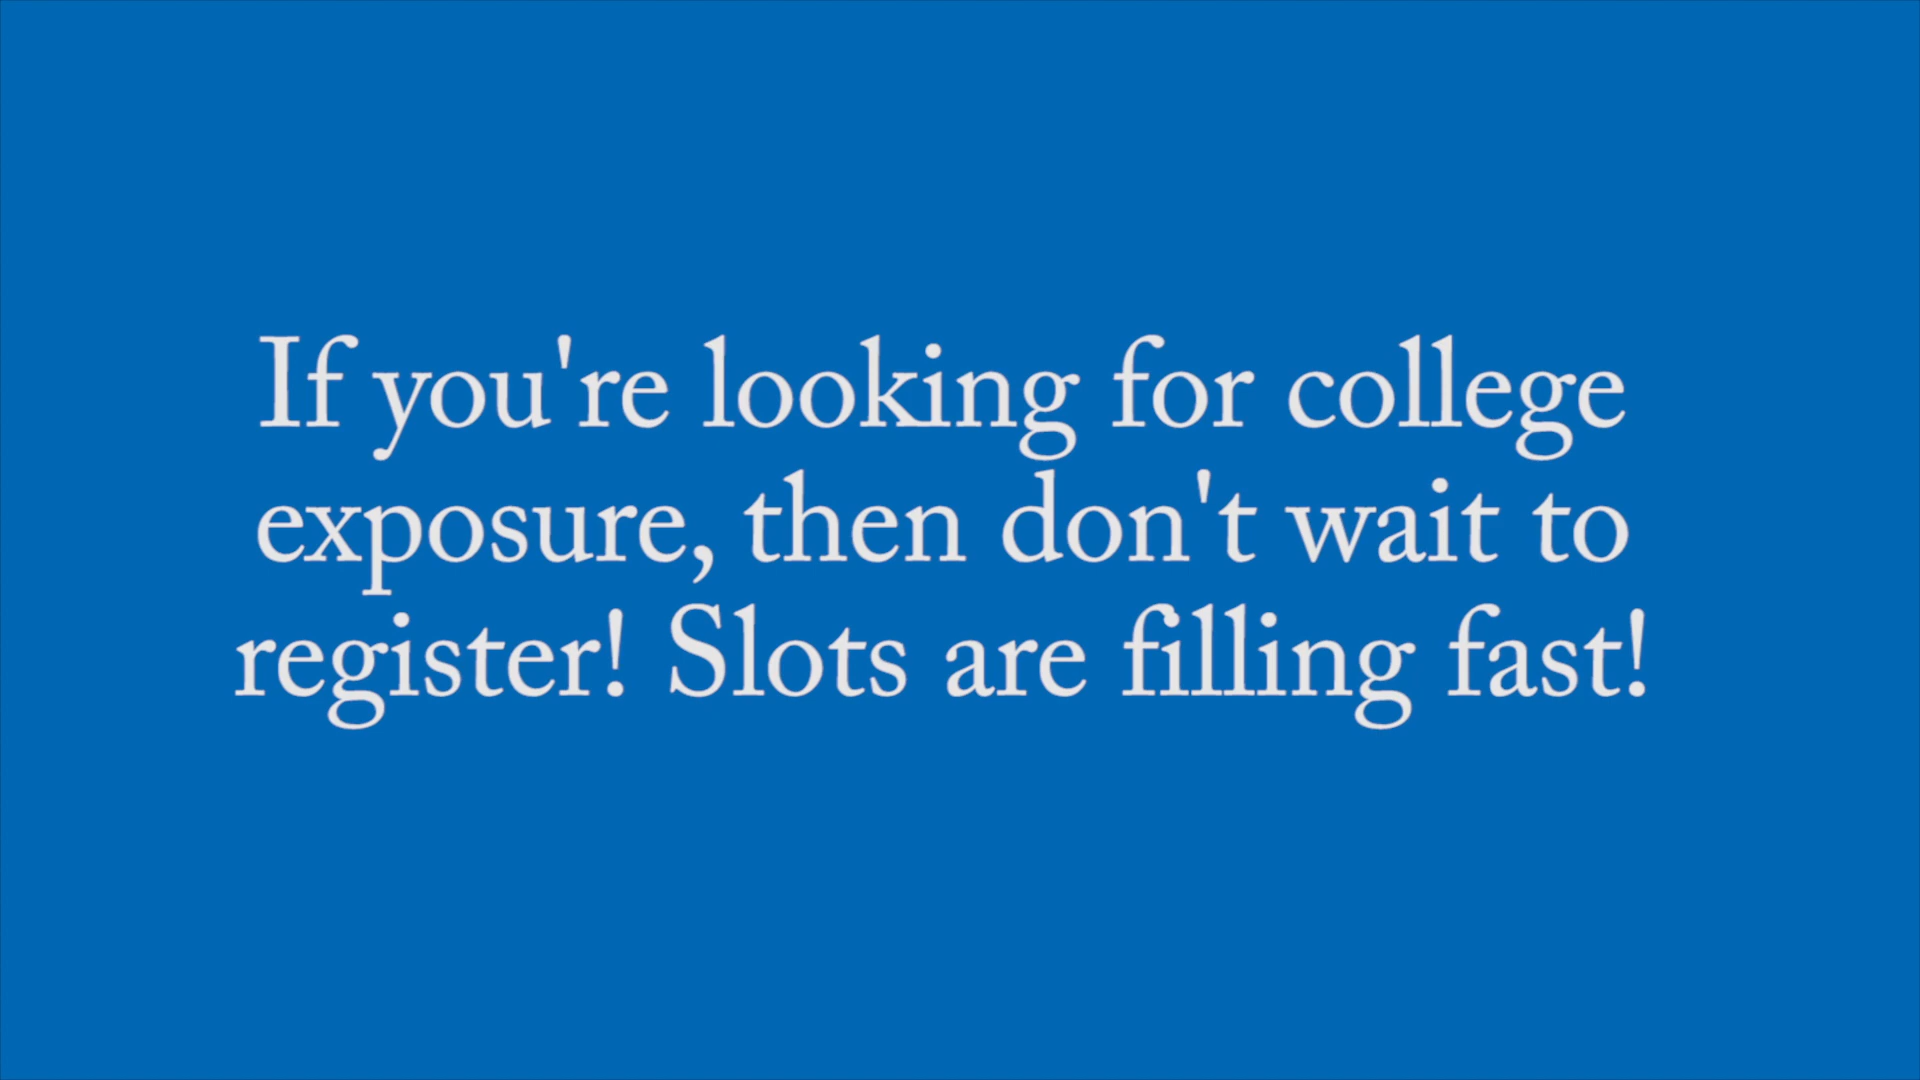 If you're looking for college
exposure, then don't wait to
register! Slots are filling fast!